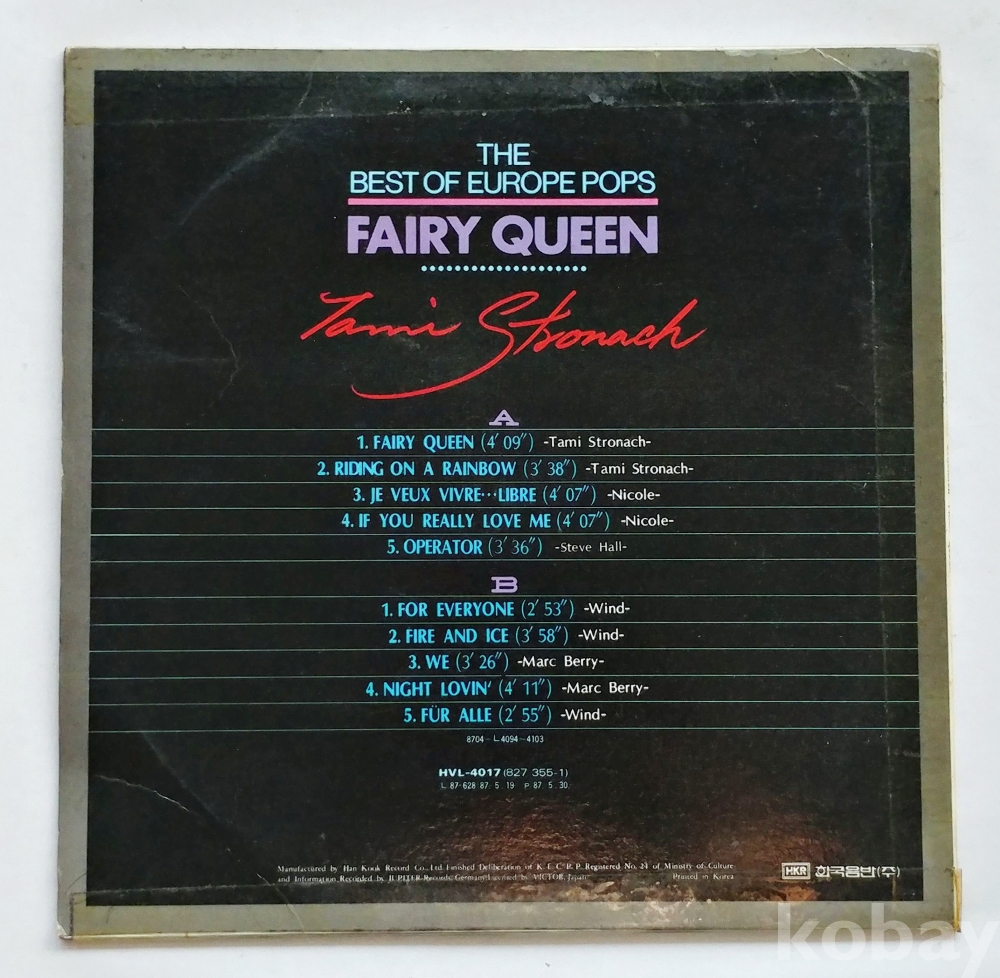 THE
BEST OF EUROPE POPS
FAIRY QUEEN
Tami Stronach
A
1. FAIRY QUEEN (4′ 09″) -Tami Stronach-
2. RIDING ON A RAINBOW (3′ 38″) -Tami Stronach-
3. JE VEUX VIVRE···LIBRE (4′ 07″) -Nicole-
4. IF YOU REALLY LOVE ME (4′ 07″) -Nicole-
5. OPERATOR (3′ 36″) -Steve Hall-
B
1. FOR EVERYONE (2′ 53″) -Wind-
2. FIRE AND ICE (3′ 58″) -Wind-
3. WE (3′ 26″) -Marc Berry-
4. NIGHT LOVIN' (4′ 11″) -Marc Berry-
5. FÜR ALLE (2′ 55″) -Wind-
8704-L4094-4103
HVL-4017 (827 355-1)
L 87-628 87. 5. 19 P 87. 5. 30.
Manufactured by Han Kook Record Co., Ltd. Finished Deliberation of K. E. C. P. P. Registered No. 24 of Ministry of Culture
and Information. Recorded by JUPITER Records, Germany. Licensed by VICTOR, Japan. Printed in Korea
HKR 한국음반(주)
kobay